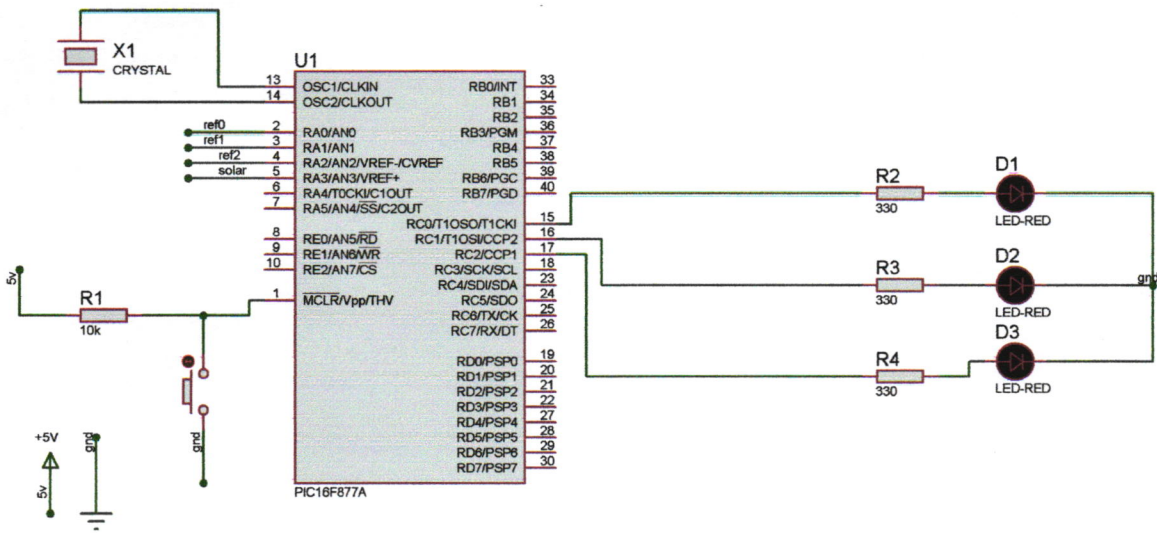 X1
CRYSTAL
U1
13 OSC1/CLKIN
14 OSC2/CLKOUT
ref0 2 RA0/AN0
ref1 3 RA1/AN1
ref2 4 RA2/AN2/VREF-/CVREF
solar 5 RA3/AN3/VREF+
6 RA4/T0CKI/C1OUT
7 RA5/AN4/SS/C2OUT
8 RE0/AN5/RD
9 RE1/AN6/WR
10 RE2/AN7/CS
1 MCLR/Vpp/THV
RB0/INT 33
RB1 34
RB2 35
RB3/PGM 36
RB4 37
RB5 38
RB6/PGC 39
RB7/PGD 40
RC0/T1OSO/T1CKI 15
RC1/T1OSI/CCP2 16
RC2/CCP1 17
RC3/SCK/SCL 18
RC4/SDI/SDA 23
RC5/SDO 24
RC6/TX/CK 25
RC7/RX/DT 26
RD0/PSP0 19
RD1/PSP1 20
RD2/PSP2 21
RD3/PSP3 22
RD4/PSP4 27
RD5/PSP5 28
RD6/PSP6 29
RD7/PSP7 30
PIC16F877A
5v
R1
10k
gnd
+5V
5v
gnd
R2
330
D1
LED-RED
R3
330
D2
LED-RED
gnd
R4
330
D3
LED-RED